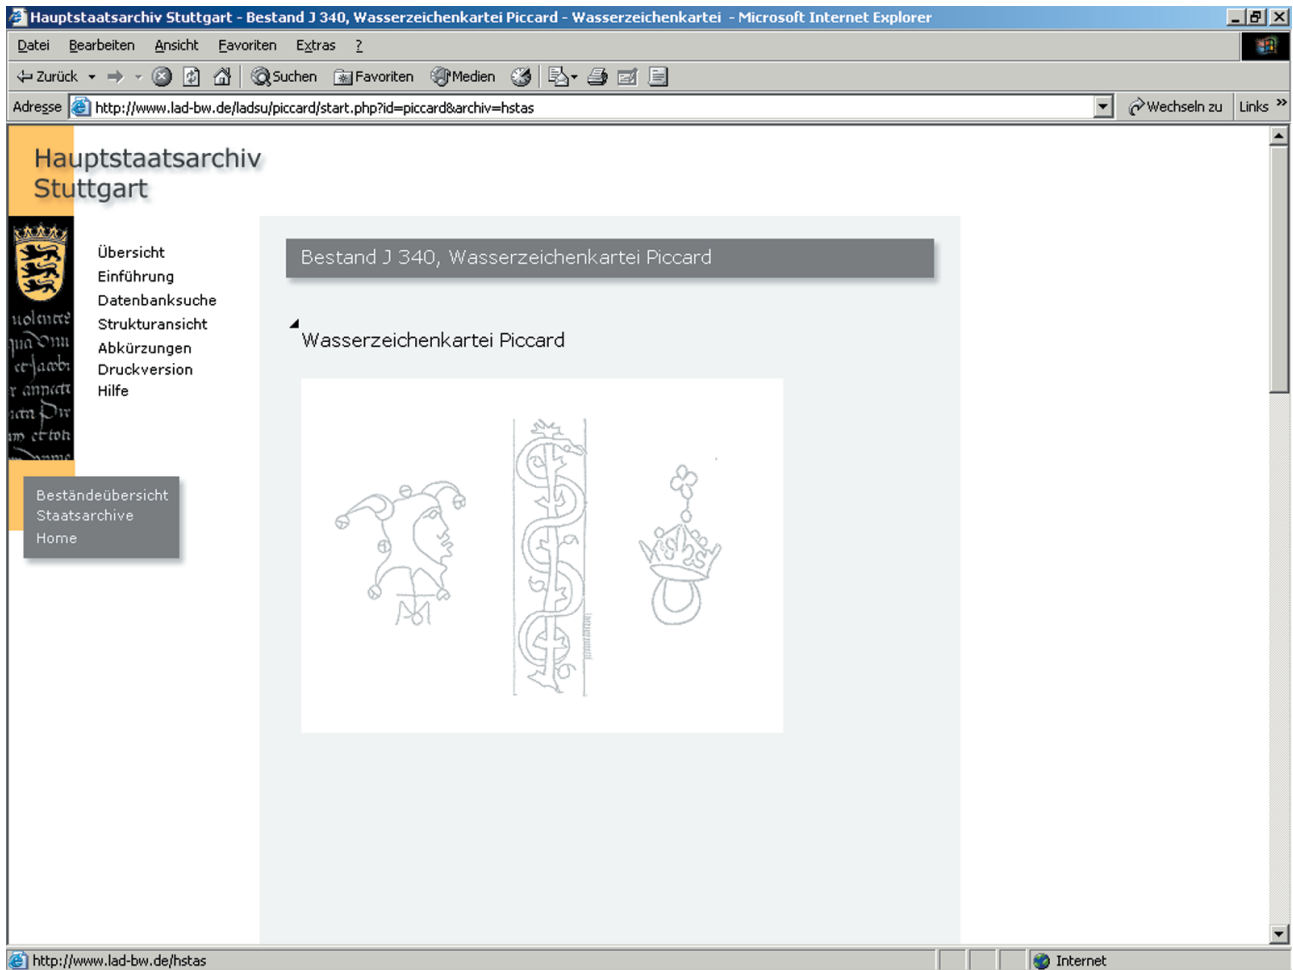 Hauptstaatsarchiv Stuttgart - Bestand J 340, Wasserzeichenkartei Piccard - Wasserzeichenkartei - Microsoft Internet Explorer
Datei Bearbeiten Ansicht Favoriten Extras ?
Zurück Suchen Favoriten Medien
Adresse http://www.lad-bw.de/ladsu/piccard/start.php?id=piccard&archiv=hstas Wechseln zu Links »
Hauptstaatsarchiv
Stuttgart
Übersicht
Einführung
Datenbanksuche
Strukturansicht
Abkürzungen
Druckversion
Hilfe
Beständeübersicht
Staatsarchive
Home
Bestand J 340, Wasserzeichenkartei Piccard
Wasserzeichenkartei Piccard
http://www.lad-bw.de/hstas Internet